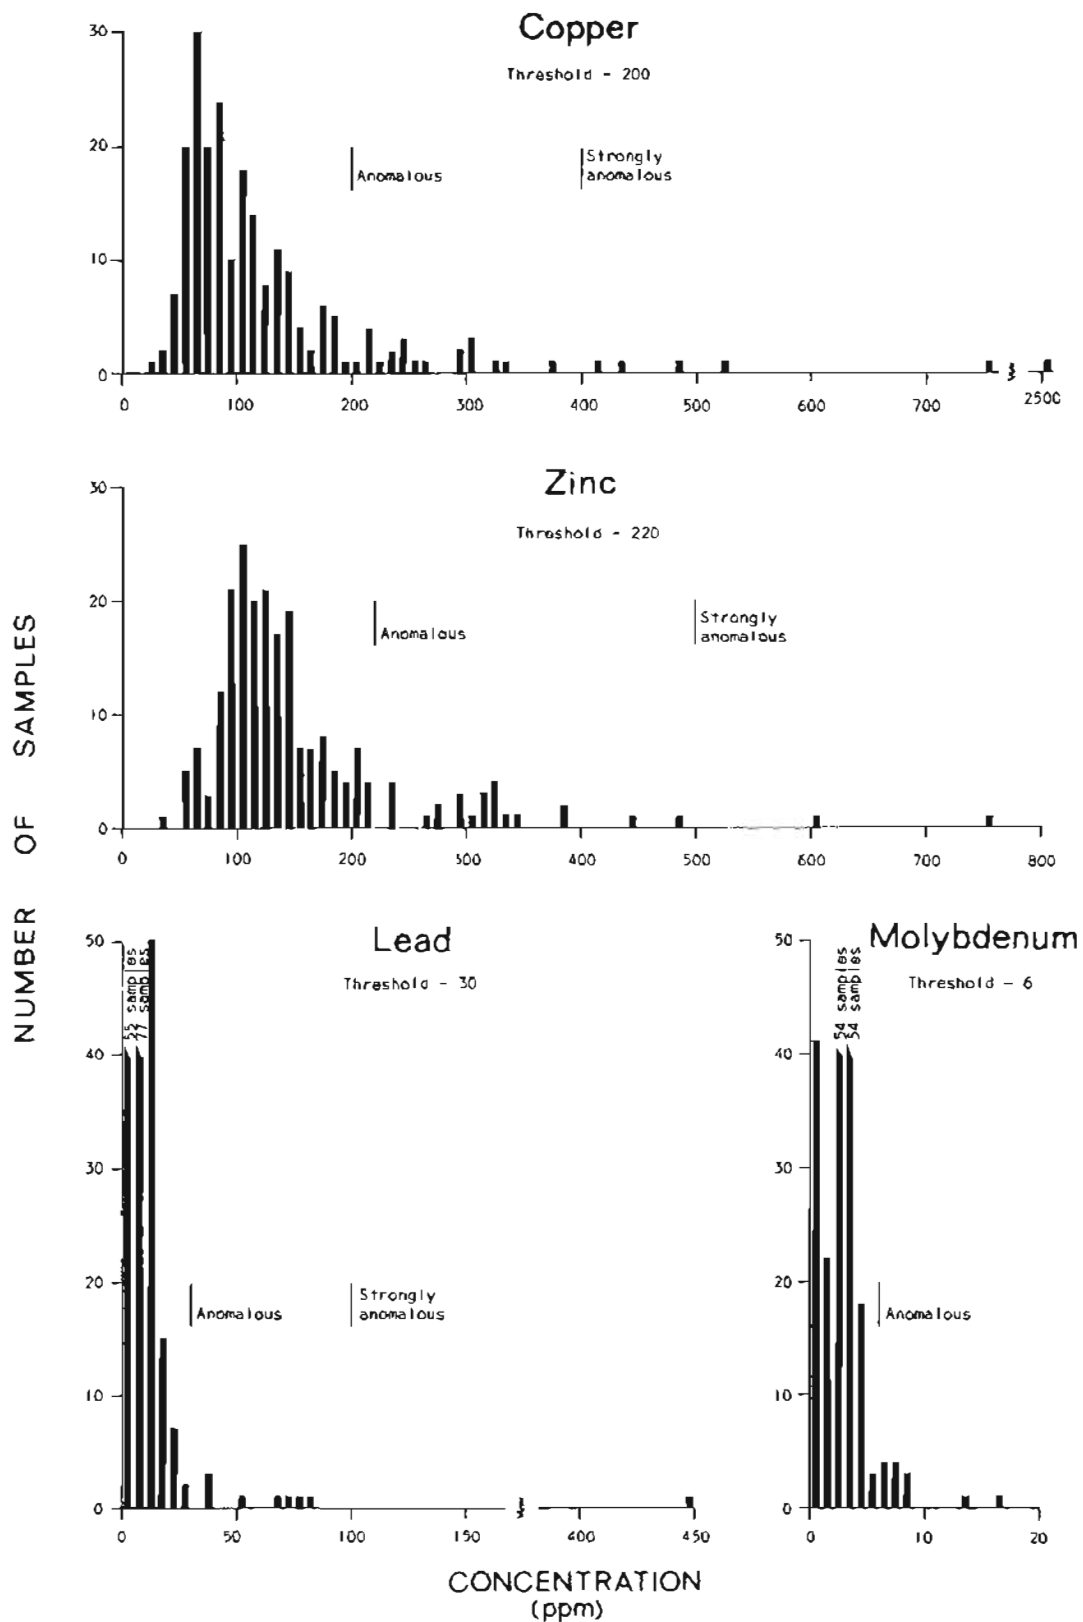 Copper
Threshold - 200
30
20
10
0
Anomalous
Strongly
anomalous
0 100 200 300 400 500 600 700 2500
Zinc
Threshold - 220
30
20
10
0
Anomalous
Strongly
anomalous
0 100 200 300 400 500 600 700 800
NUMBER OF SAMPLES
Lead
Threshold - 30
50
40
30
20
10
0
55 samples
77 samples
Anomalous
Strongly
anomalous
0 50 100 150 400 450
Molybdenum
Threshold - 6
50
40
30
20
10
0
54 samples
54 samples
Anomalous
0 10 20
CONCENTRATION
(ppm)